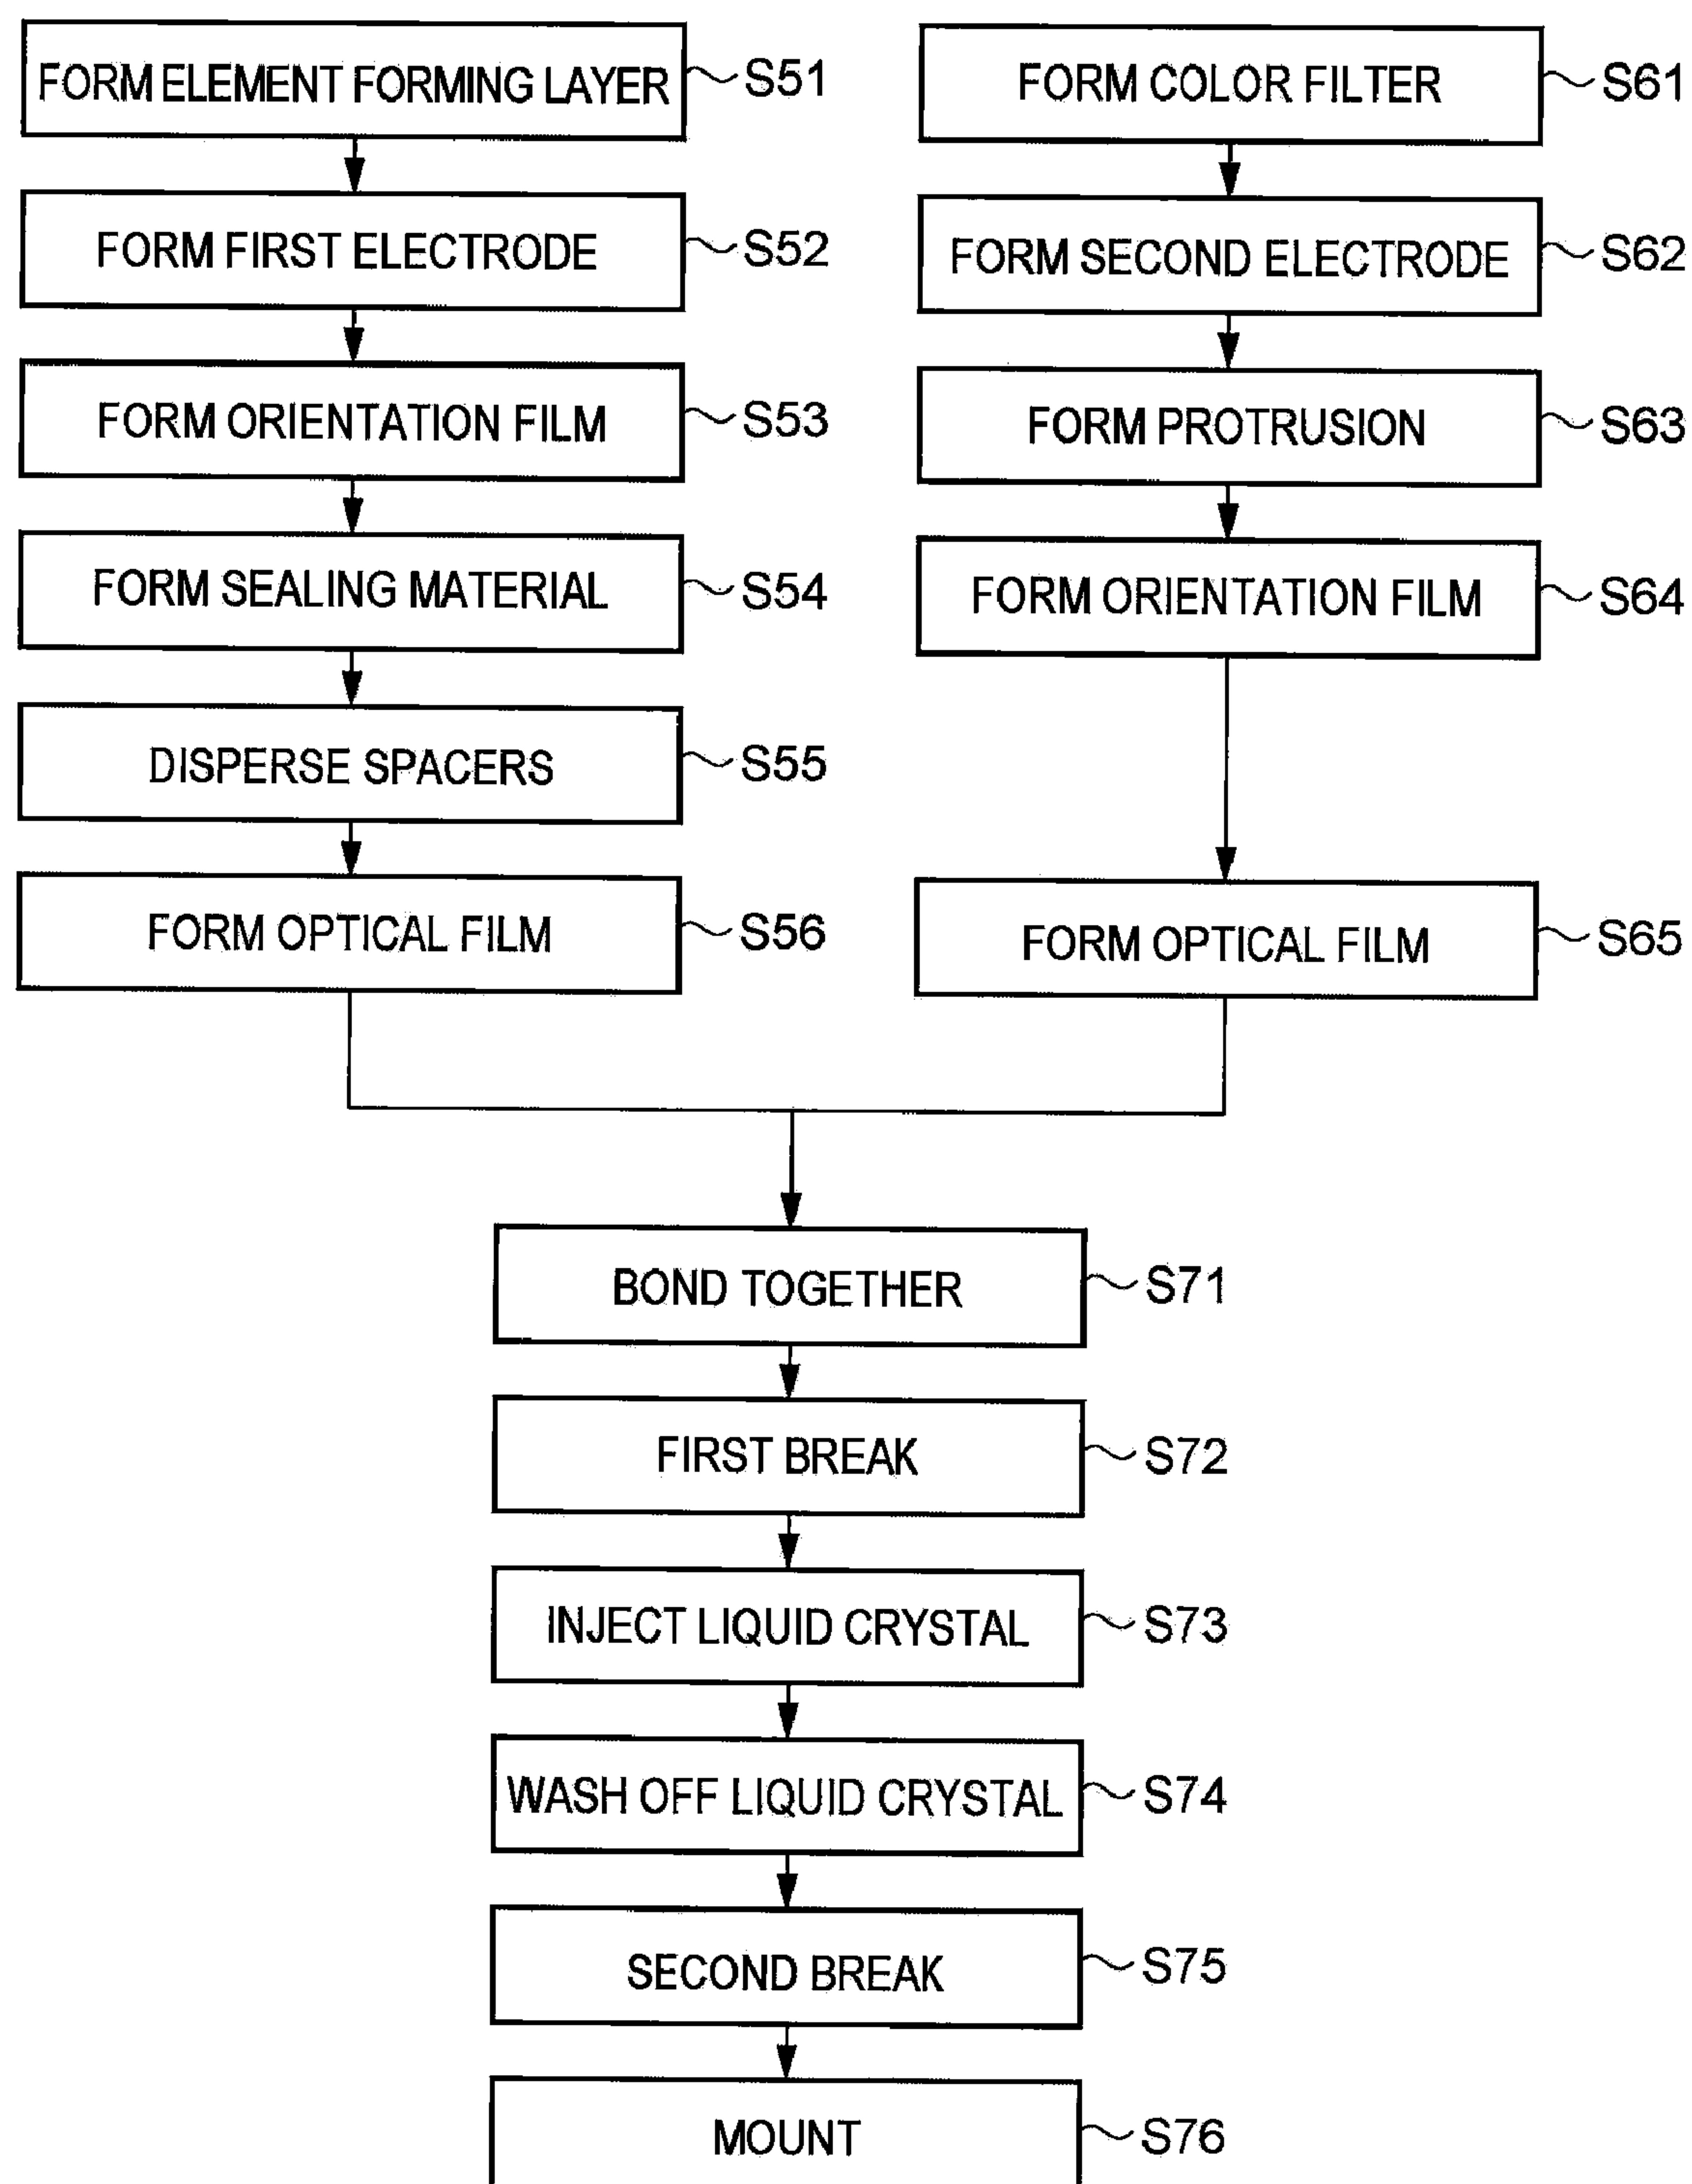 FORM ELEMENT FORMING LAYER
S51
FORM FIRST ELECTRODE
S52
FORM ORIENTATION FILM
S53
FORM SEALING MATERIAL
S54
DISPERSE SPACERS
S55
FORM OPTICAL FILM
S56
FORM COLOR FILTER
S61
FORM SECOND ELECTRODE
S62
FORM PROTRUSION
S63
FORM ORIENTATION FILM
S64
FORM OPTICAL FILM
S65
BOND TOGETHER
S71
FIRST BREAK
S72
INJECT LIQUID CRYSTAL
S73
WASH OFF LIQUID CRYSTAL
S74
SECOND BREAK
S75
MOUNT
S76